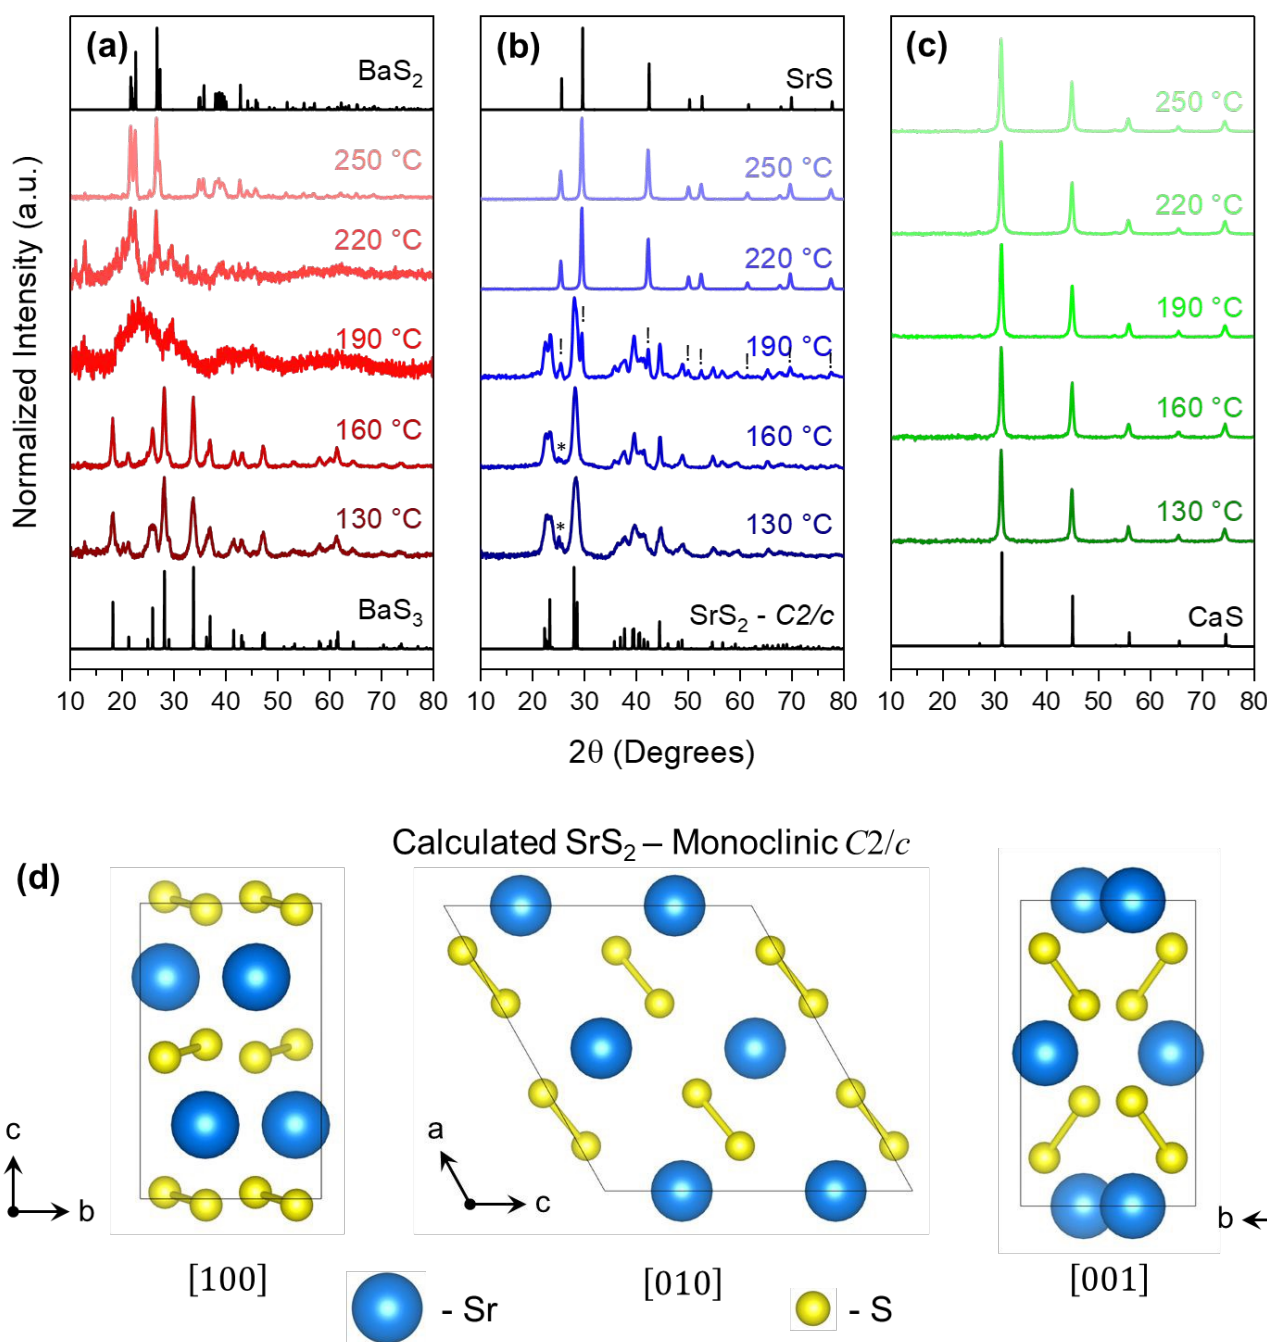 Normalized Intensity (a.u.)
(a)
BaS₂
250 °C
220 °C
190 °C
160 °C
130 °C
BaS₃
10 20 30 40 50 60 70 80
(b)
SrS
250 °C
220 °C
! ! ! ! ! ! ! !
190 °C
160 °C
*
130 °C
*
SrS₂ - C2/c
10 20 30 40 50 60 70 80
(c)
250 °C
220 °C
190 °C
160 °C
130 °C
CaS
10 20 30 40 50 60 70 80
2θ (Degrees)
Calculated SrS₂ – Monoclinic C2/c
(d)
c
b
[100]
a
c
[010]
b
[001]
- Sr
- S